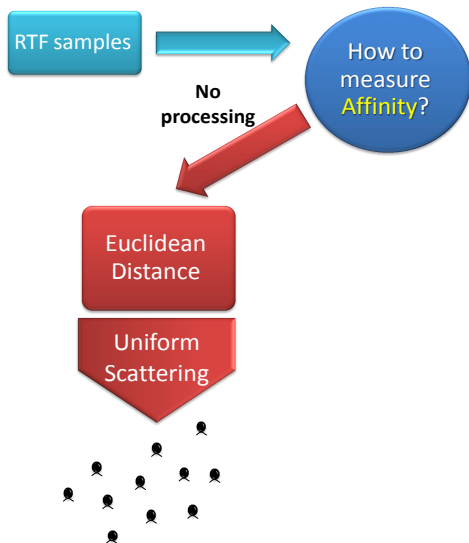 RTF samples
How to
measure
Affinity?
No
processing
Euclidean
Distance
Uniform
Scattering